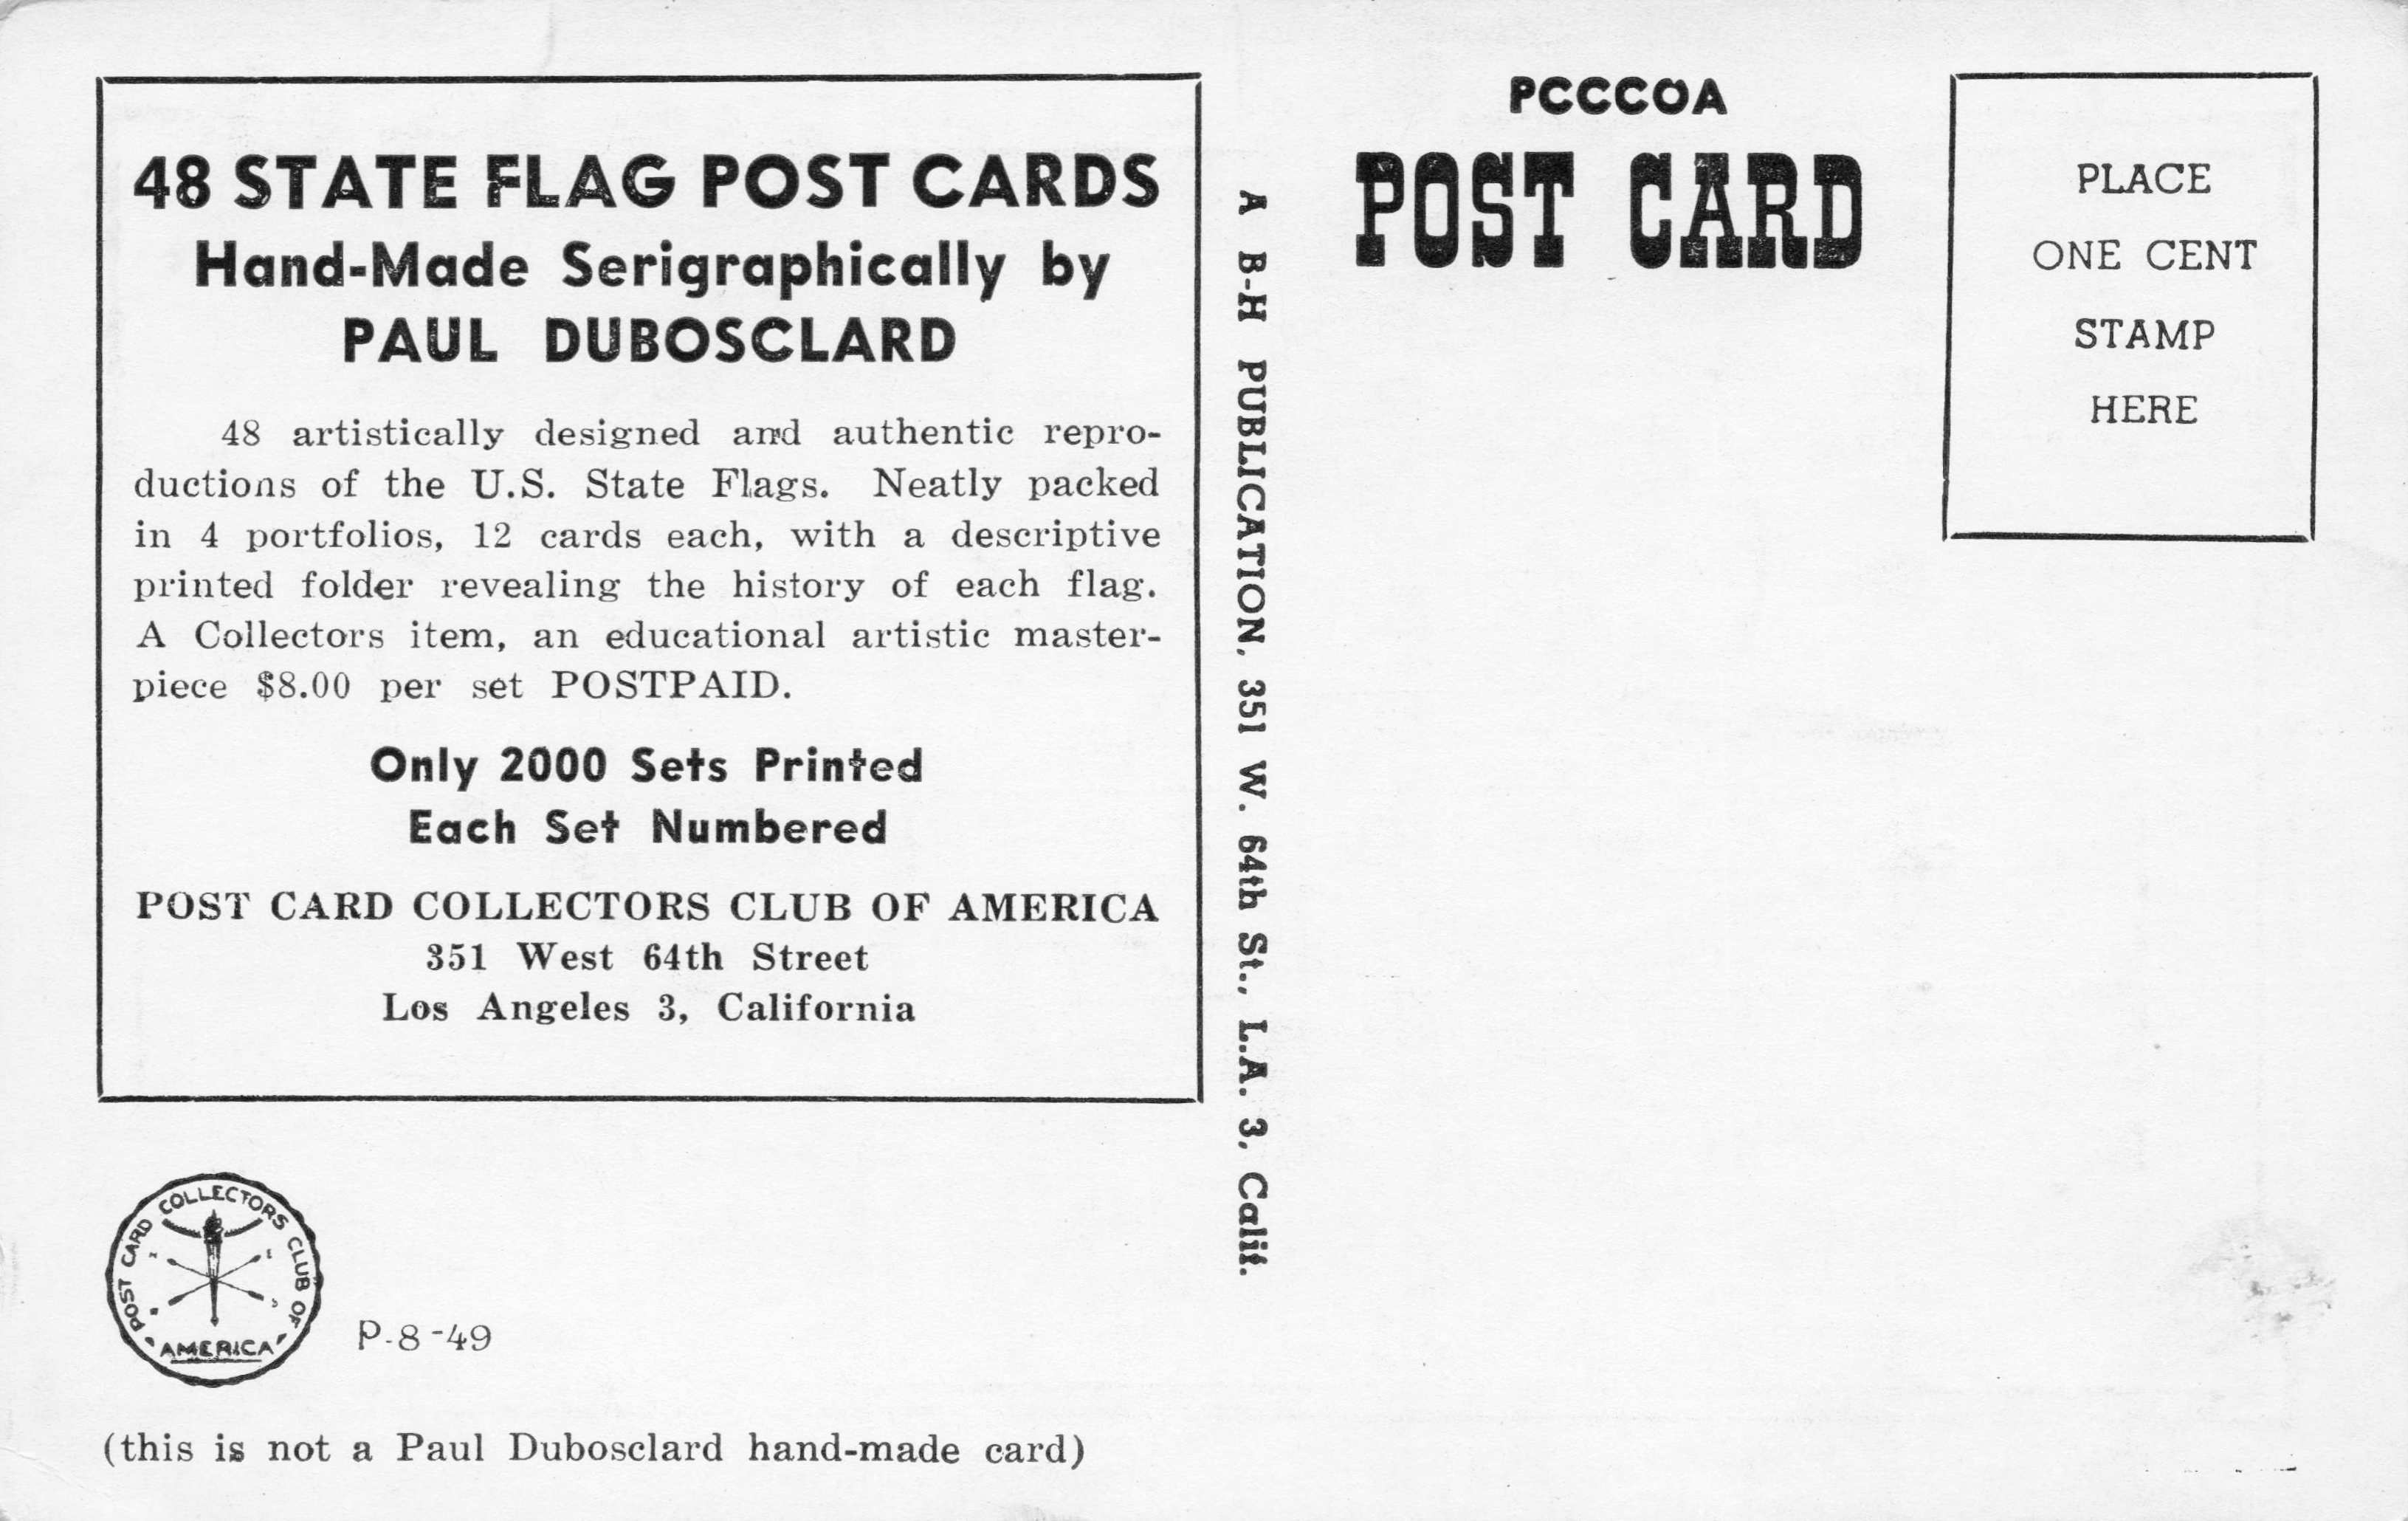 48 STATE FLAG POST CARDS
Hand-Made Serigraphically by
PAUL DUBOSCLARD
48 artistically designed and authentic repro-
ductions of the U.S. State Flags. Neatly packed
in 4 portfolios, 12 cards each, with a descriptive
printed folder revealing the history of each flag.
A Collectors item, an educational artistic master-
piece $8.00 per set POSTPAID.
Only 2000 Sets Printed
Each Set Numbered
POST CARD COLLECTORS CLUB OF AMERICA
351 West 64th Street
Los Angeles 3, California
POST CARD COLLECTORS CLUB OF
AMERICA
P-8-49
(this is not a Paul Dubosclard hand-made card)
A B-H PUBLICATION, 351 W. 64th St., L.A. 3, Calif.
PCCCOA
POST CARD
PLACE
ONE CENT
STAMP
HERE